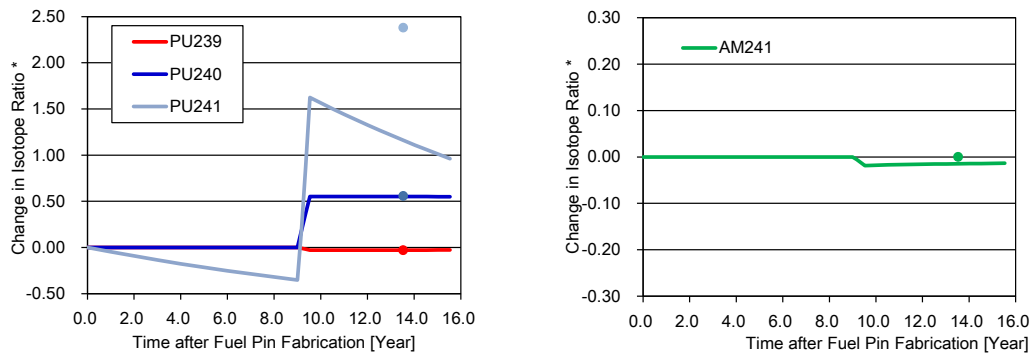 Change in Isotope Ratio *
2.50
2.00
1.50
1.00
0.50
0.00
-0.50
PU239
PU240
PU241
0.0 2.0 4.0 6.0 8.0 10.0 12.0 14.0 16.0
Time after Fuel Pin Fabrication [Year]
Change in Isotope Ratio *
0.30
0.20
0.10
0.00
-0.10
-0.20
-0.30
AM241
0.0 2.0 4.0 6.0 8.0 10.0 12.0 14.0 16.0
Time after Fuel Pin Fabrication [Year]